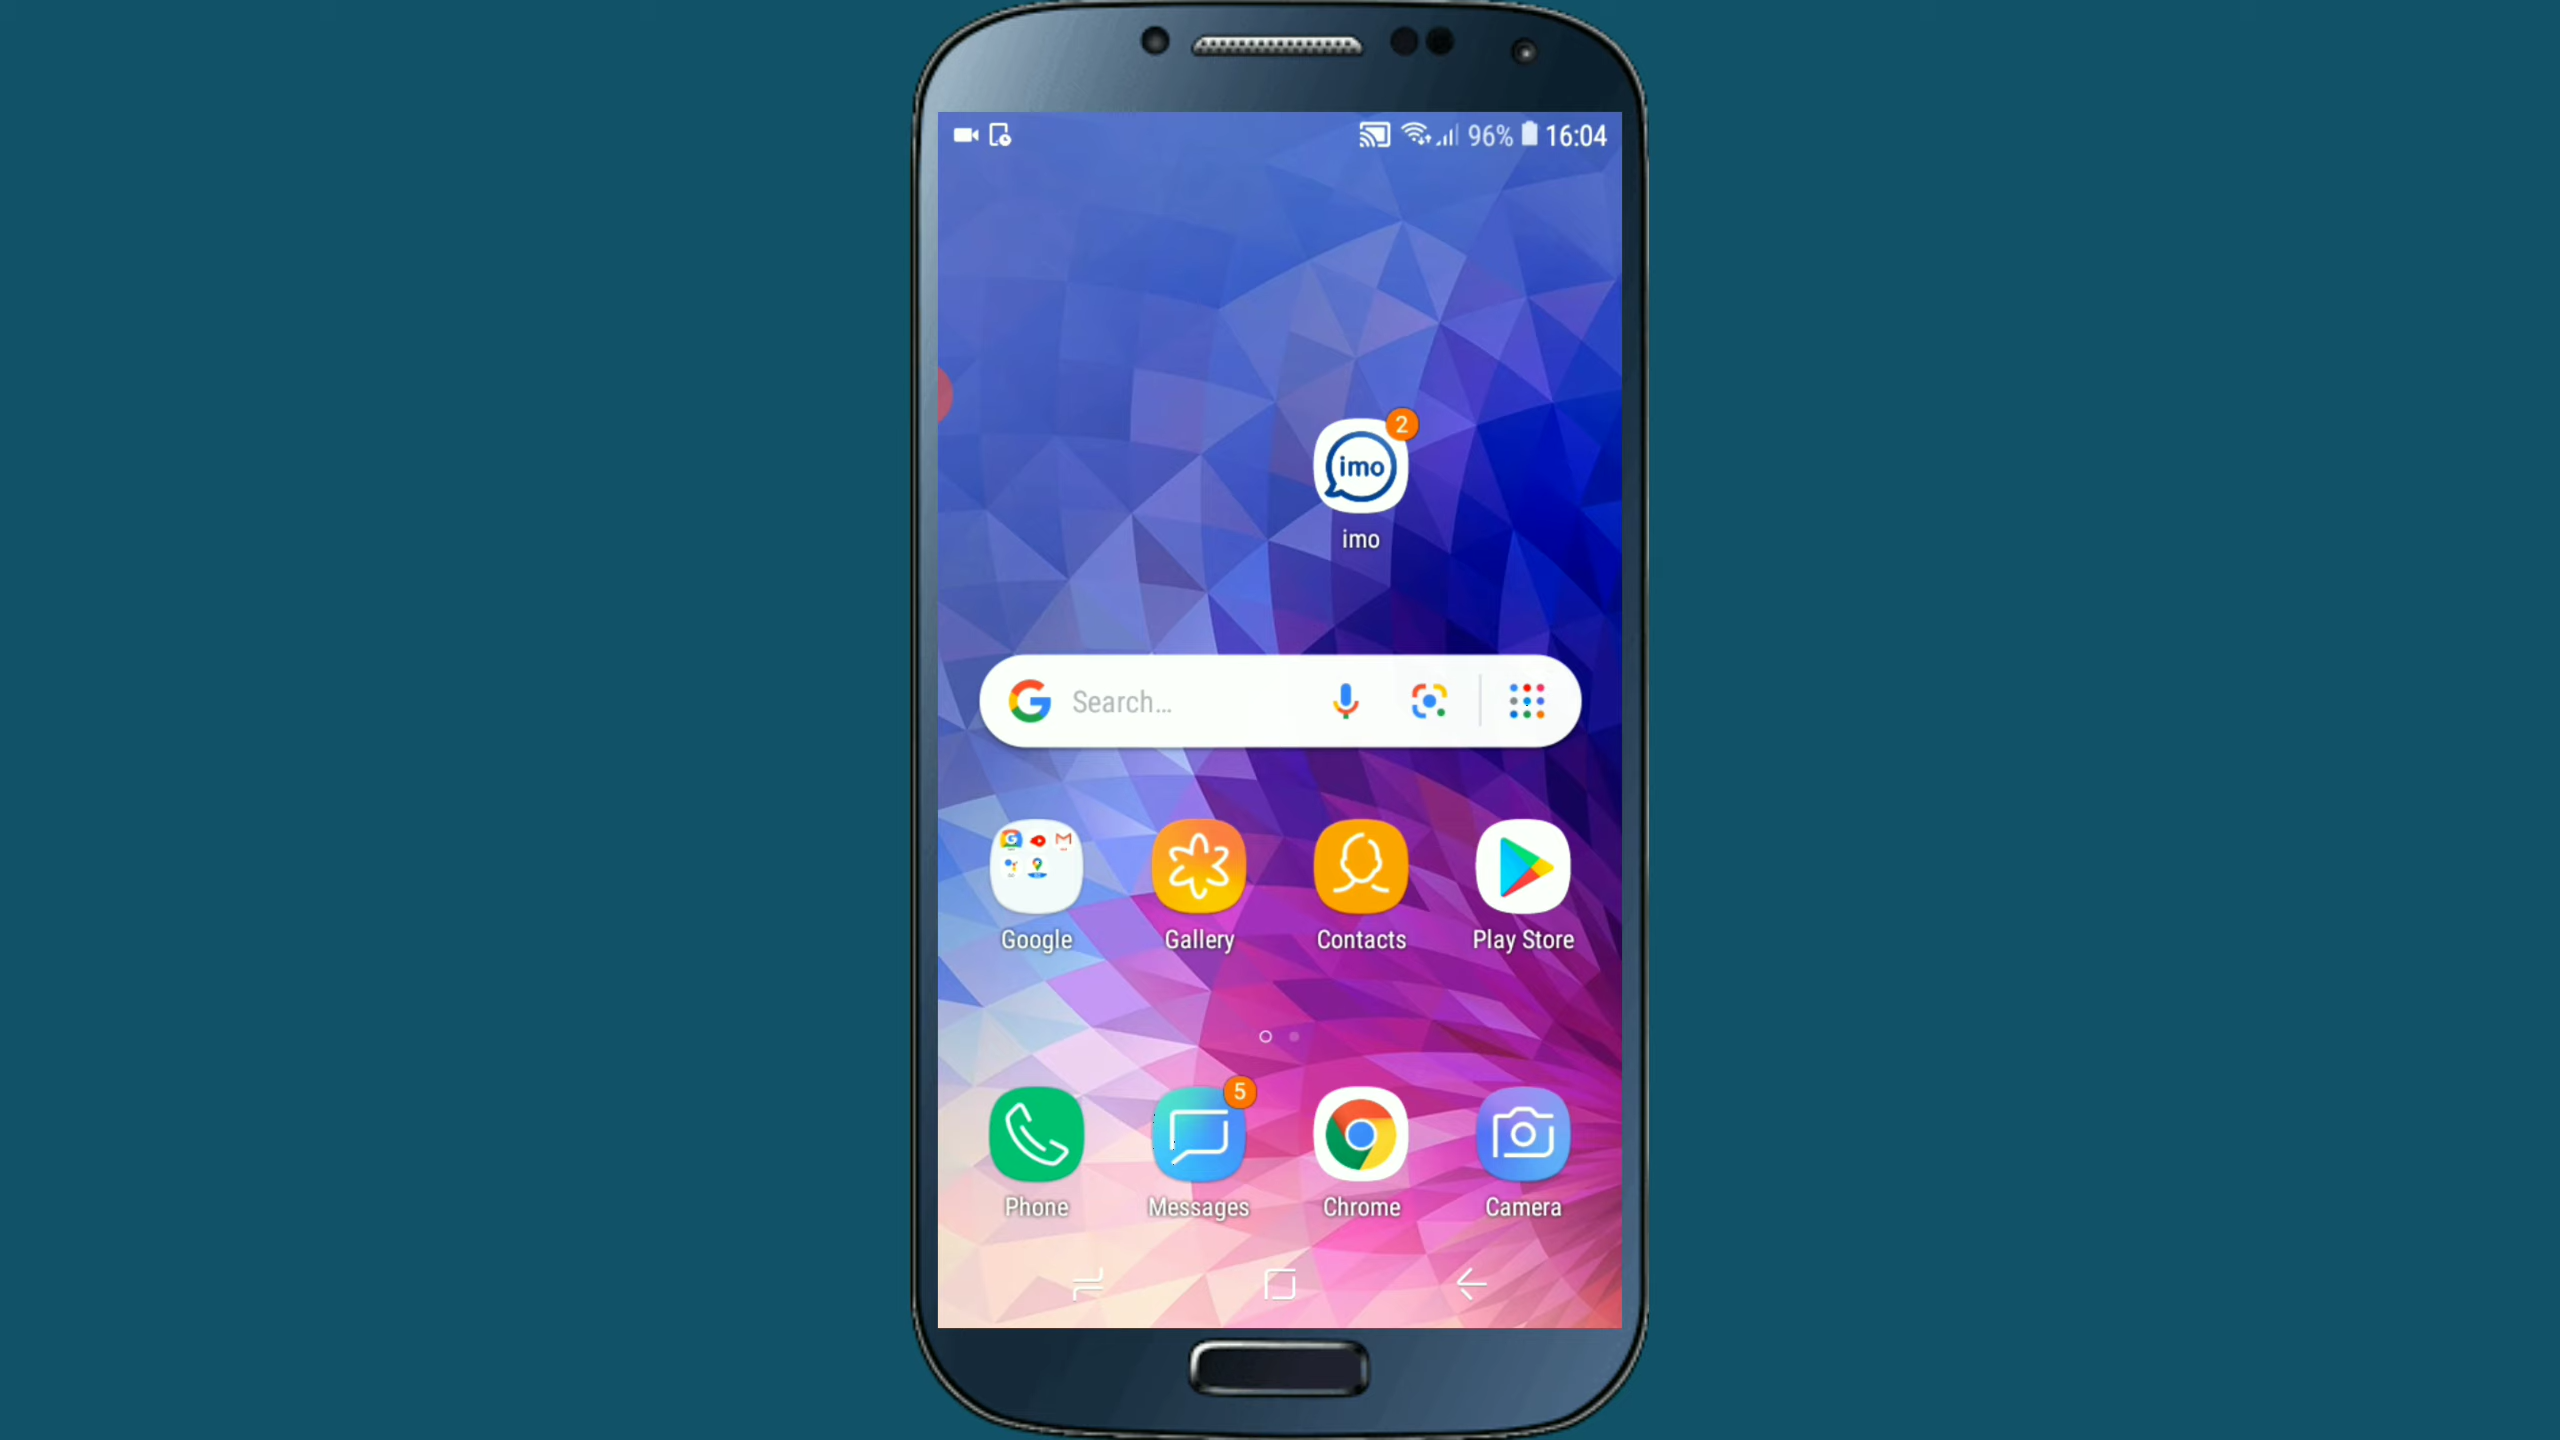 96% 16:04
2
imo
imo
Search...
Google Gallery Contacts Play Store
5
Phone Messages Chrome Camera